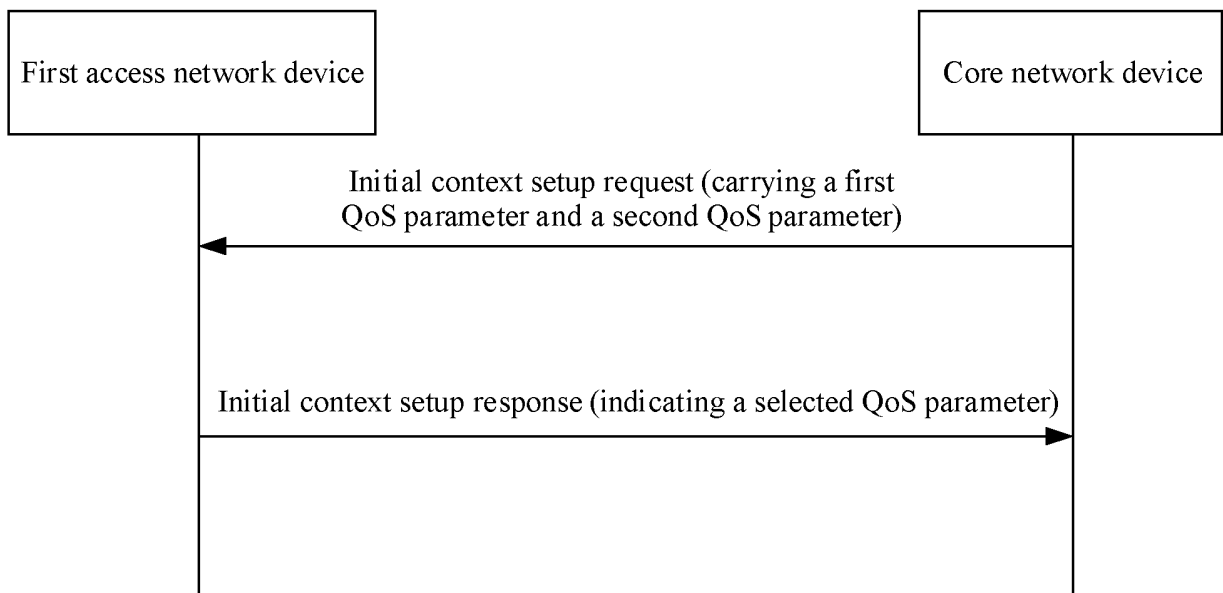 First access network device
Core network device
Initial context setup request (carrying a first
QoS parameter and a second QoS parameter)
Initial context setup response (indicating a selected QoS parameter)